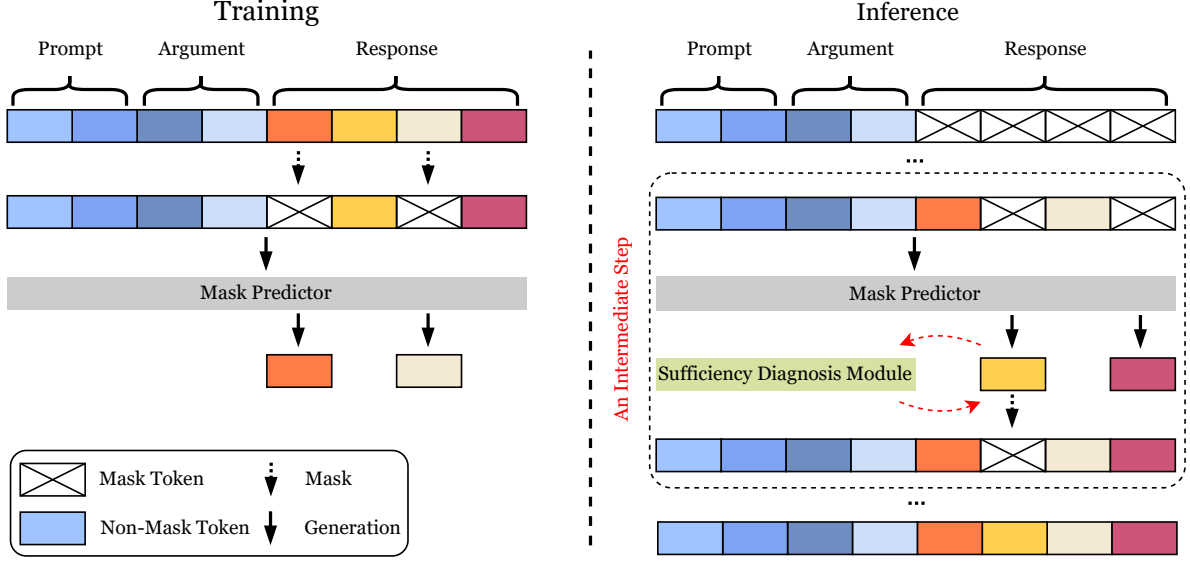 Training
Prompt
Argument
Response
Mask Predictor
Mask Token
Mask
Non-Mask Token
Generation
Inference
Prompt
Argument
Response
...
An Intermediate Step
Mask Predictor
Sufficiency Diagnosis Module
...